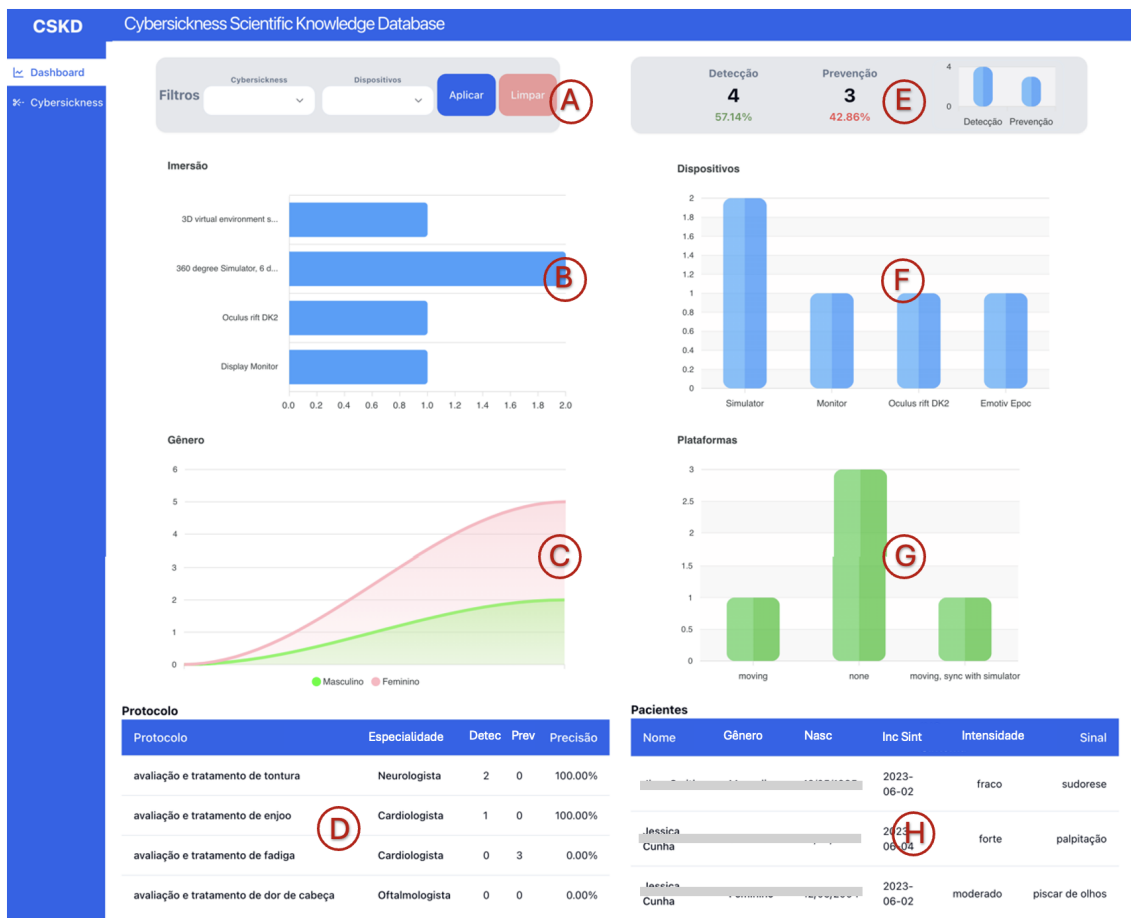 CSKD
Cybersickness Scientific Knowledge Database
Dashboard
Cybersickness
Filtros
Cybersickness
Dispositivos
Aplicar
Limpar
A
Detecção
4
57.14%
Prevenção
3
42.86%
E
4
0
Detecção Prevenção
Imersão
3D virtual environment s...
360 degree Simulator, 6 d...
Oculus rift DK2
Display Monitor
0.0 0.2 0.4 0.6 0.8 1.0 1.2 1.4 1.6 1.8 2.0
B
Dispositivos
2
1.8
1.6
1.4
1.2
1
0.8
0.6
0.4
0.2
0
Simulator Monitor Oculus rift DK2 Emotiv Epoc
F
Gênero
6
5
4
3
2
1
0
C
Masculino Feminino
Plataformas
3
2.5
2
1.5
1
0.5
0
moving none moving, sync with simulator
G
Protocolo
Protocolo Especialidade Detec Prev Precisão
avaliação e tratamento de tontura Neurologista 2 0 100.00%
avaliação e tratamento de enjoo Cardiologista 1 0 100.00%
avaliação e tratamento de fadiga Cardiologista 0 3 0.00%
avaliação e tratamento de dor de cabeça Oftalmologista 0 0 0.00%
D
Pacientes
Nome Gênero Nasc Inc Sint Intensidade Sinal
2023-
06-02 fraco sudorese
Jessica
Cunha
2023-
06-04 forte palpitação
Jessica
Cunha
2023-
06-02 moderado piscar de olhos
H